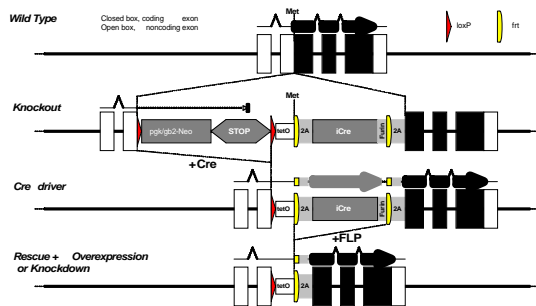 Wild Type
Closed box, coding exon
Open box, noncoding exon
Met
loxP
frt
Knockout
Met
pgk/gb2-Neo
STOP
tetO
2A
iCre
Furin
2A
+Cre
Cre driver
tetO
2A
iCre
Furin
2A
+FLP
Rescue + Overexpression
or Knockdown
tetO
2A